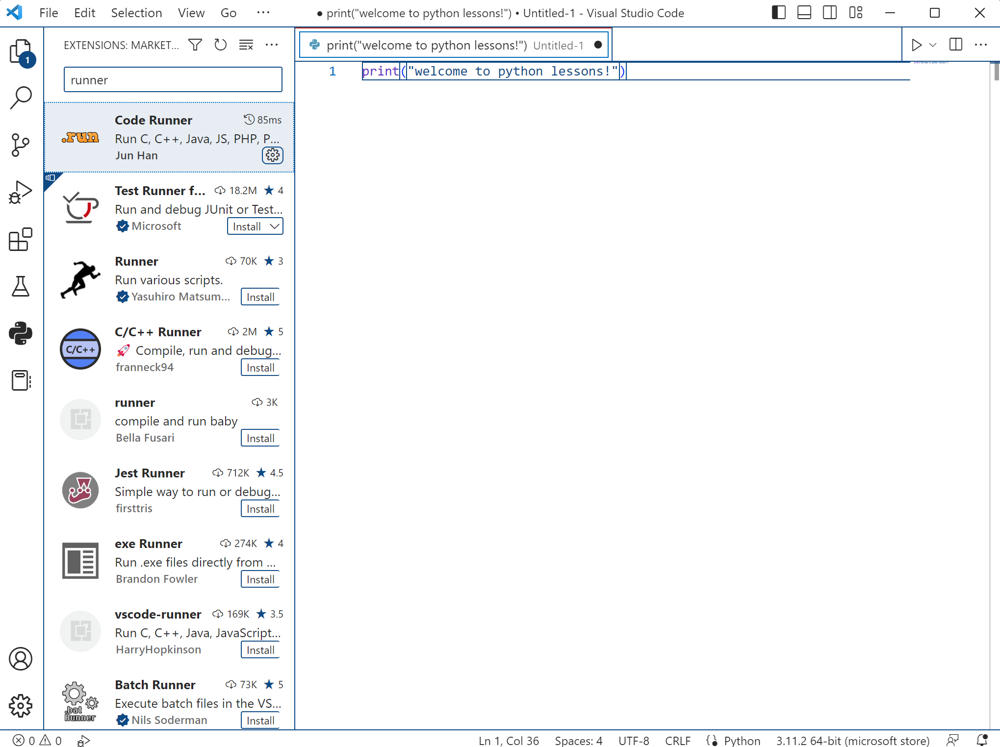 File Edit Selection View Go ···
● print("welcome to python lessons!") • Untitled-1 - Visual Studio Code
EXTENSIONS: MARKET...
print("welcome to python lessons!") Untitled-1 ●
1
runner
1 print("welcome to python lessons!")
print("welcome to python lessons!")
.run
Code Runner 85ms
Run C, C++, Java, JS, PHP, P...
Jun Han
Test Runner f... 18.2M ★ 4
Run and debug JUnit or Test...
Microsoft Install
Runner 70K ★ 3
Run various scripts.
Yasuhiro Matsum... Install
C/C++
C/C++ Runner 2M ★ 5
🚀 Compile, run and debug...
franneck94 Install
runner 3K
compile and run baby
Bella Fusari Install
Jest Runner 712K ★ 4.5
Simple way to run or debug...
firsttris Install
exe Runner 274K ★ 4
Run .exe files directly from ...
Brandon Fowler Install
vscode-runner 169K ★ 3.5
Run C, C++, Java, JavaScript...
HarryHopkinson Install
.bat
Runner
Batch Runner 73K ★ 5
Execute batch files in the VS...
Nils Soderman Install
0 0
Ln 1, Col 36 Spaces: 4 UTF-8 CRLF Python 3.11.2 64-bit (microsoft store)